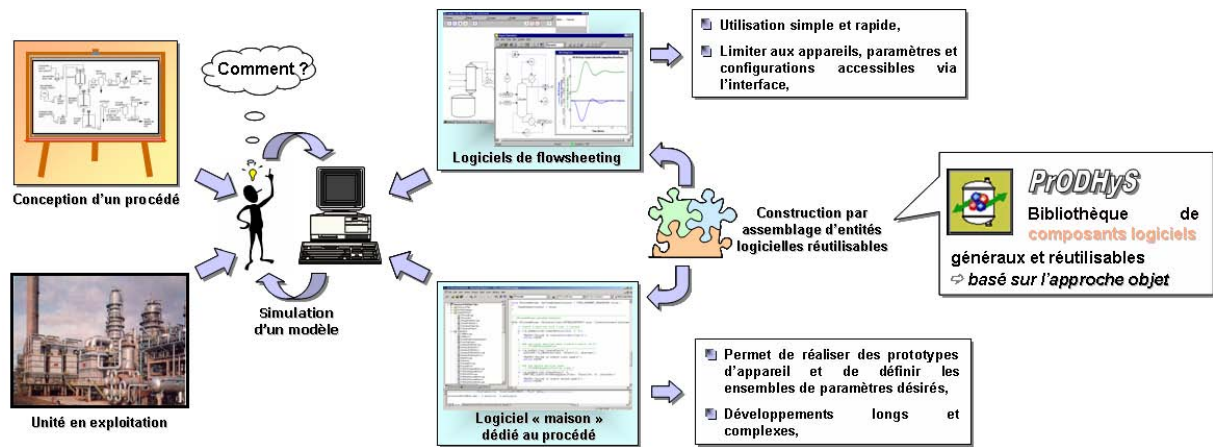 Comment ?
Conception d'un procédé
Unité en exploitation
Simulation
d'un modèle
Logiciels de flowsheeting
Utilisation simple et rapide,
Limiter aux appareils, paramètres et
configurations accessibles via
l'interface,
Construction par
assemblage d'entités
logicielles réutilisables
PrODHyS
Bibliothèque de
composants logiciels
généraux et réutilisables
⇨ basé sur l'approche objet
Logiciel « maison »
dédié au procédé
Permet de réaliser des prototypes
d'appareil et de définir les
ensembles de paramètres désirés,
Développements longs et
complexes,